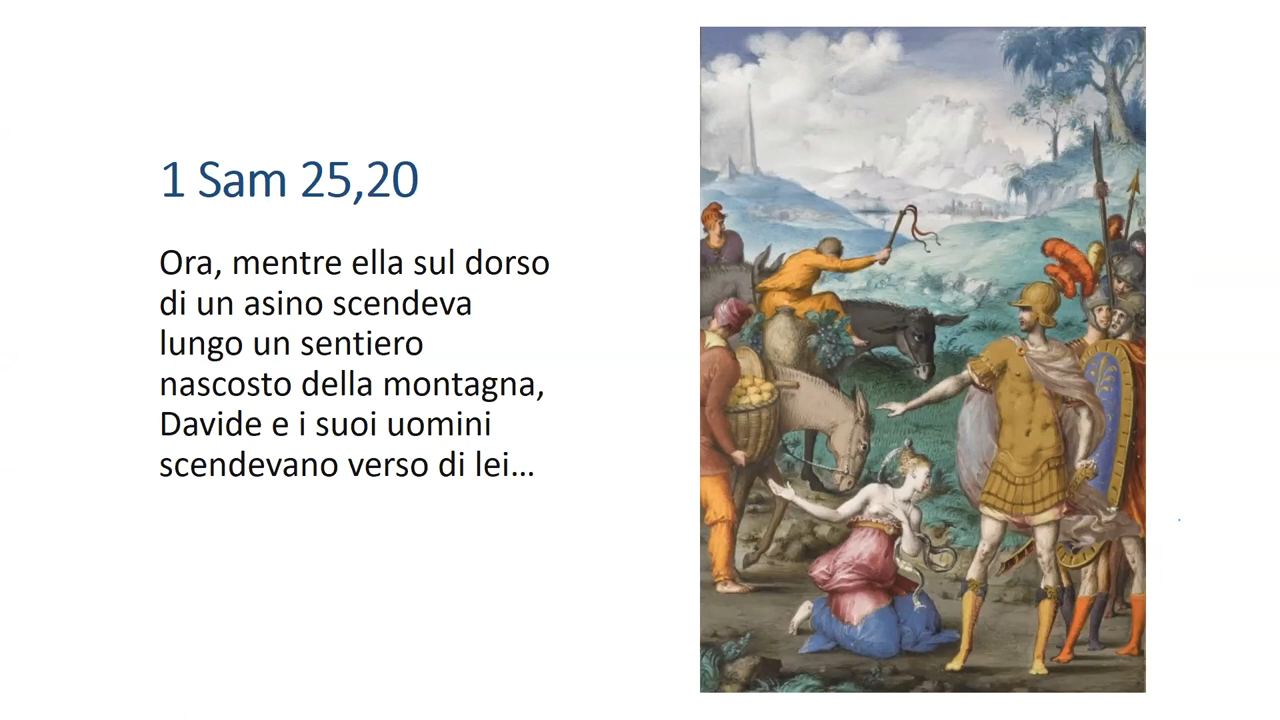 1 Sam 25,20
Ora, mentre ella sul dorso
di un asino scendeva
lungo un sentiero
nascosto della montagna,
Davide e i suoi uomini
scendevano verso di lei...